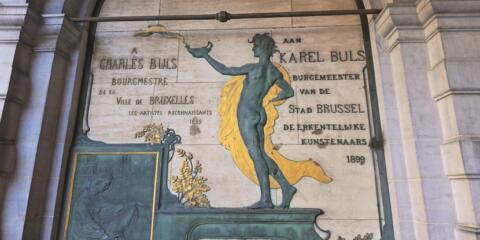 A
CHARLES BULS
BOURGMESTRE
DE LA
VILLE DE BRUXELLES
LES ARTISTES RECONNAISSANTS
1899
AAN
KAREL BULS
BURGEMEESTER
VAN DE
STAD BRUSSEL
DE ERKENTELIJKE
KUNSTENAARS
1899